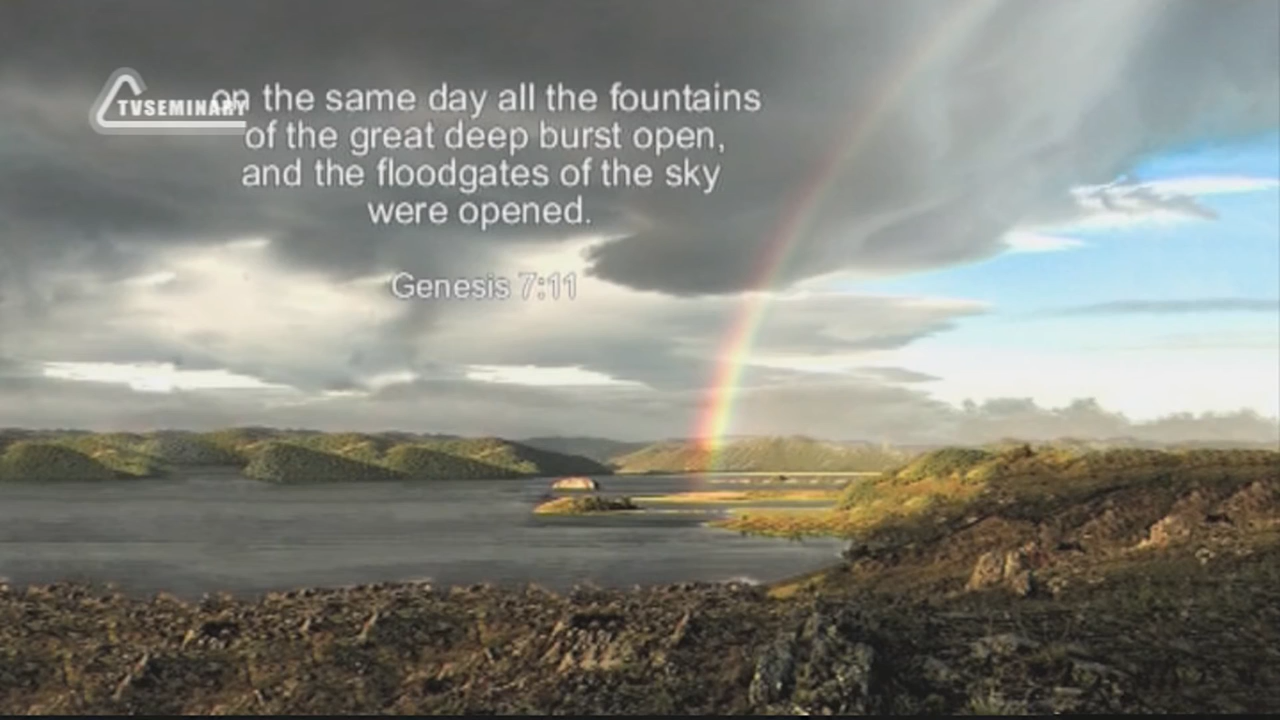 TVSEMINARY
on the same day all the fountains
of the great deep burst open,
and the floodgates of the sky
were opened.
Genesis 7:11